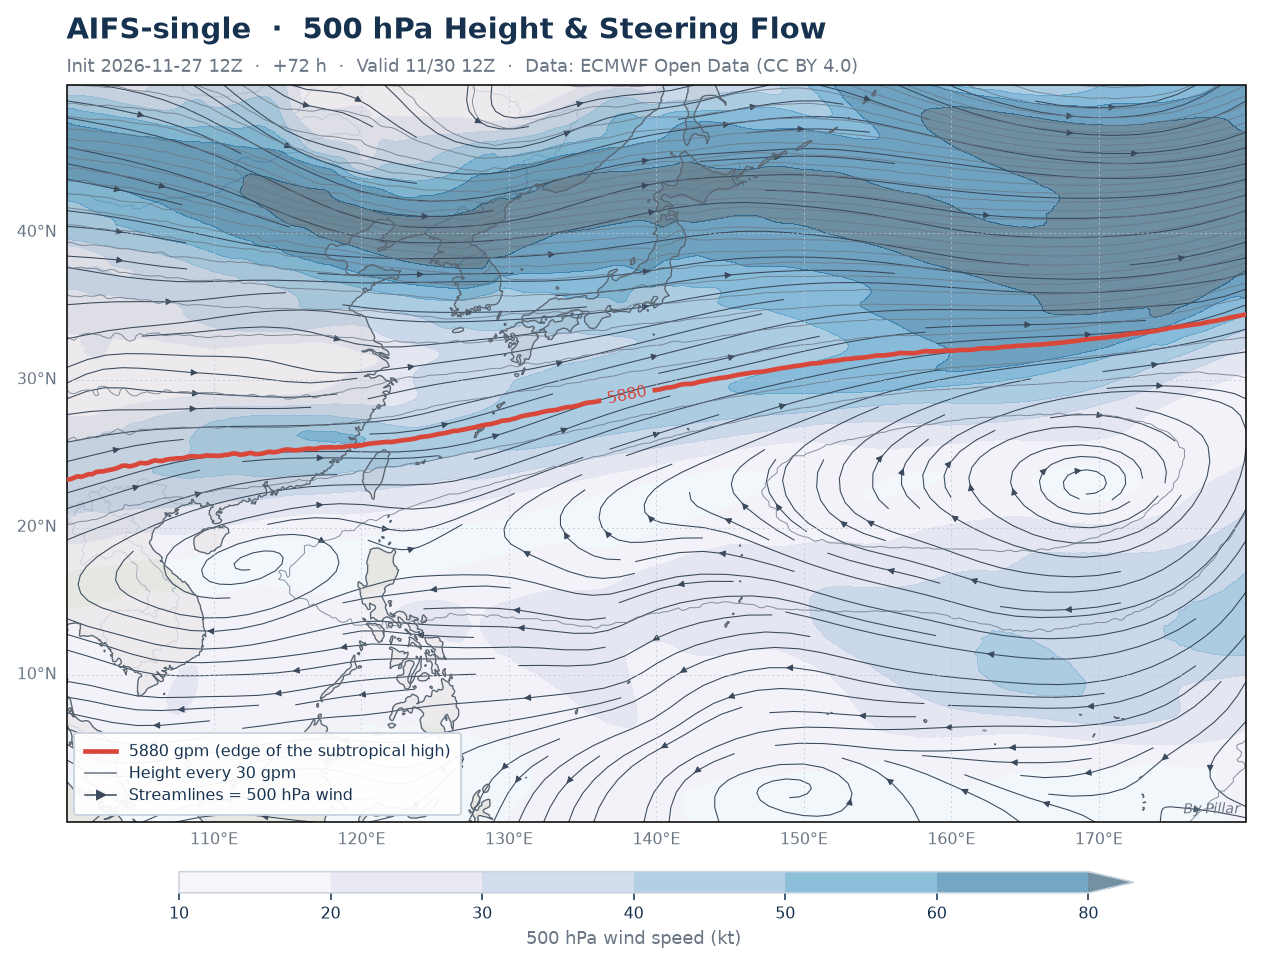 AIFS-single · 500 hPa Height & Steering Flow
Init 2026-11-27 12Z · +72 h · Valid 11/30 12Z · Data: ECMWF Open Data (CC BY 4.0)
40°N
30°N
20°N
10°N
5880
5880 gpm (edge of the subtropical high)
Height every 30 gpm
Streamlines = 500 hPa wind
By Pillar
110°E 120°E 130°E 140°E 150°E 160°E 170°E
10 20 30 40 50 60 80
500 hPa wind speed (kt)